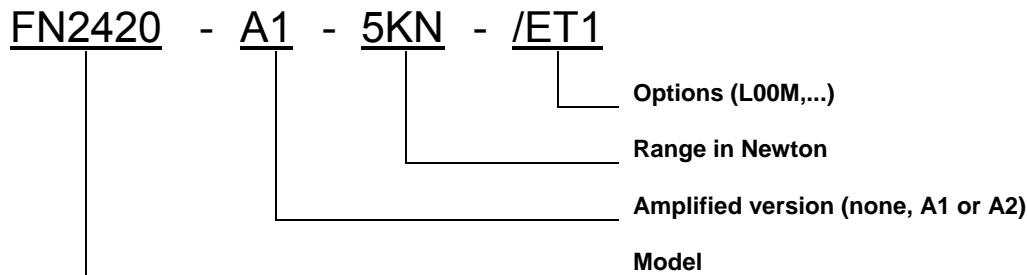 FN2420 - A1 - 5KN - /ET1
Options (L00M,...)
Range in Newton
Amplified version (none, A1 or A2)
Model